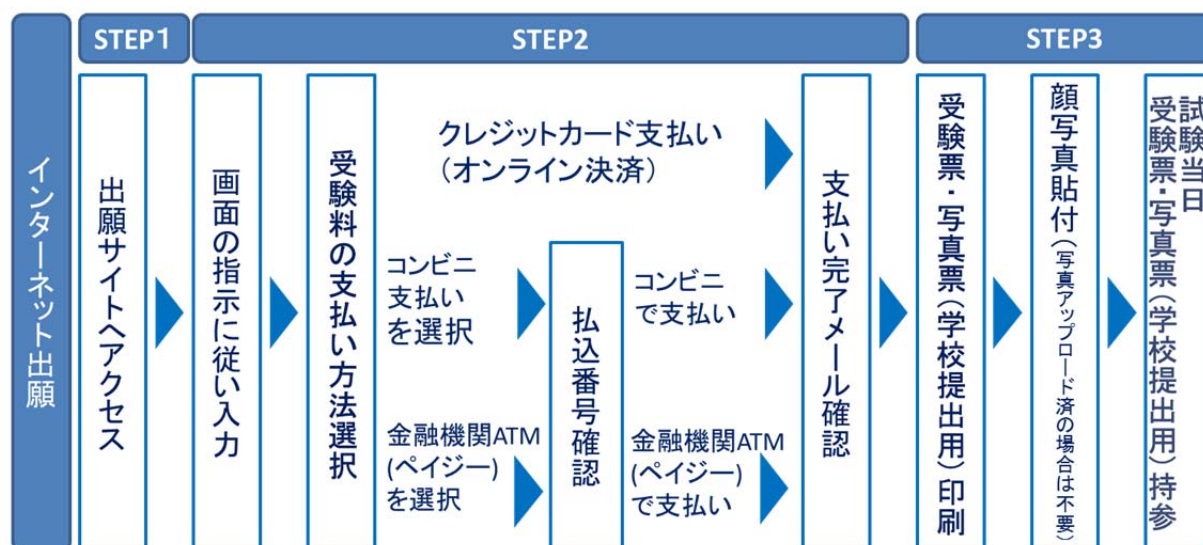 インターネット出願
STEP1
出願サイトへアクセス
STEP2
画面の指示に従い入力
受験料の支払い方法選択
クレジットカード支払い
(オンライン決済)
コンビニ
支払い
を選択
金融機関ATM
(ペイジー)
を選択
払込番号確認
コンビニ
で支払い
金融機関ATM
(ペイジー)
で支払い
支払い完了メール確認
STEP3
受験票・写真票(学校提出用)印刷
顔写真貼付(写真アップロード済の場合は不要)
試験当日
受験票・写真票(学校提出用)持参